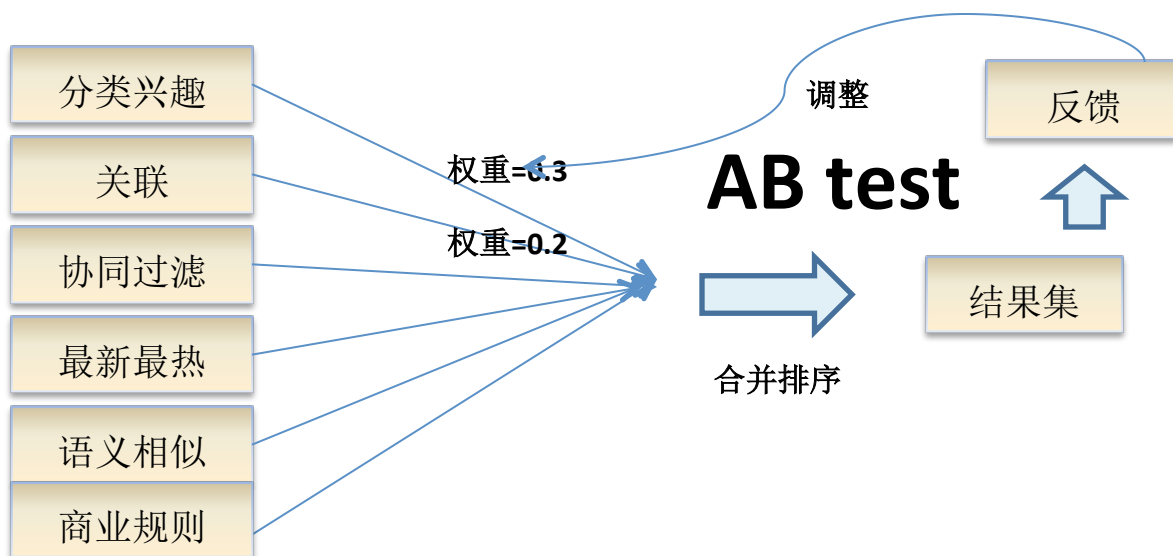 分类兴趣
关联
协同过滤
最新最热
语义相似
商业规则
权重=0.3
权重=0.2
调整
AB test
合并排序
反馈
结果集